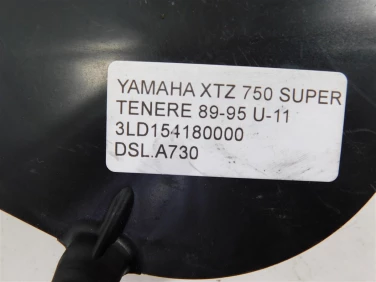 YAMAHA XTZ 750 SUPER
TENERE 89-95 U-11
3LD154180000
DSL.A730